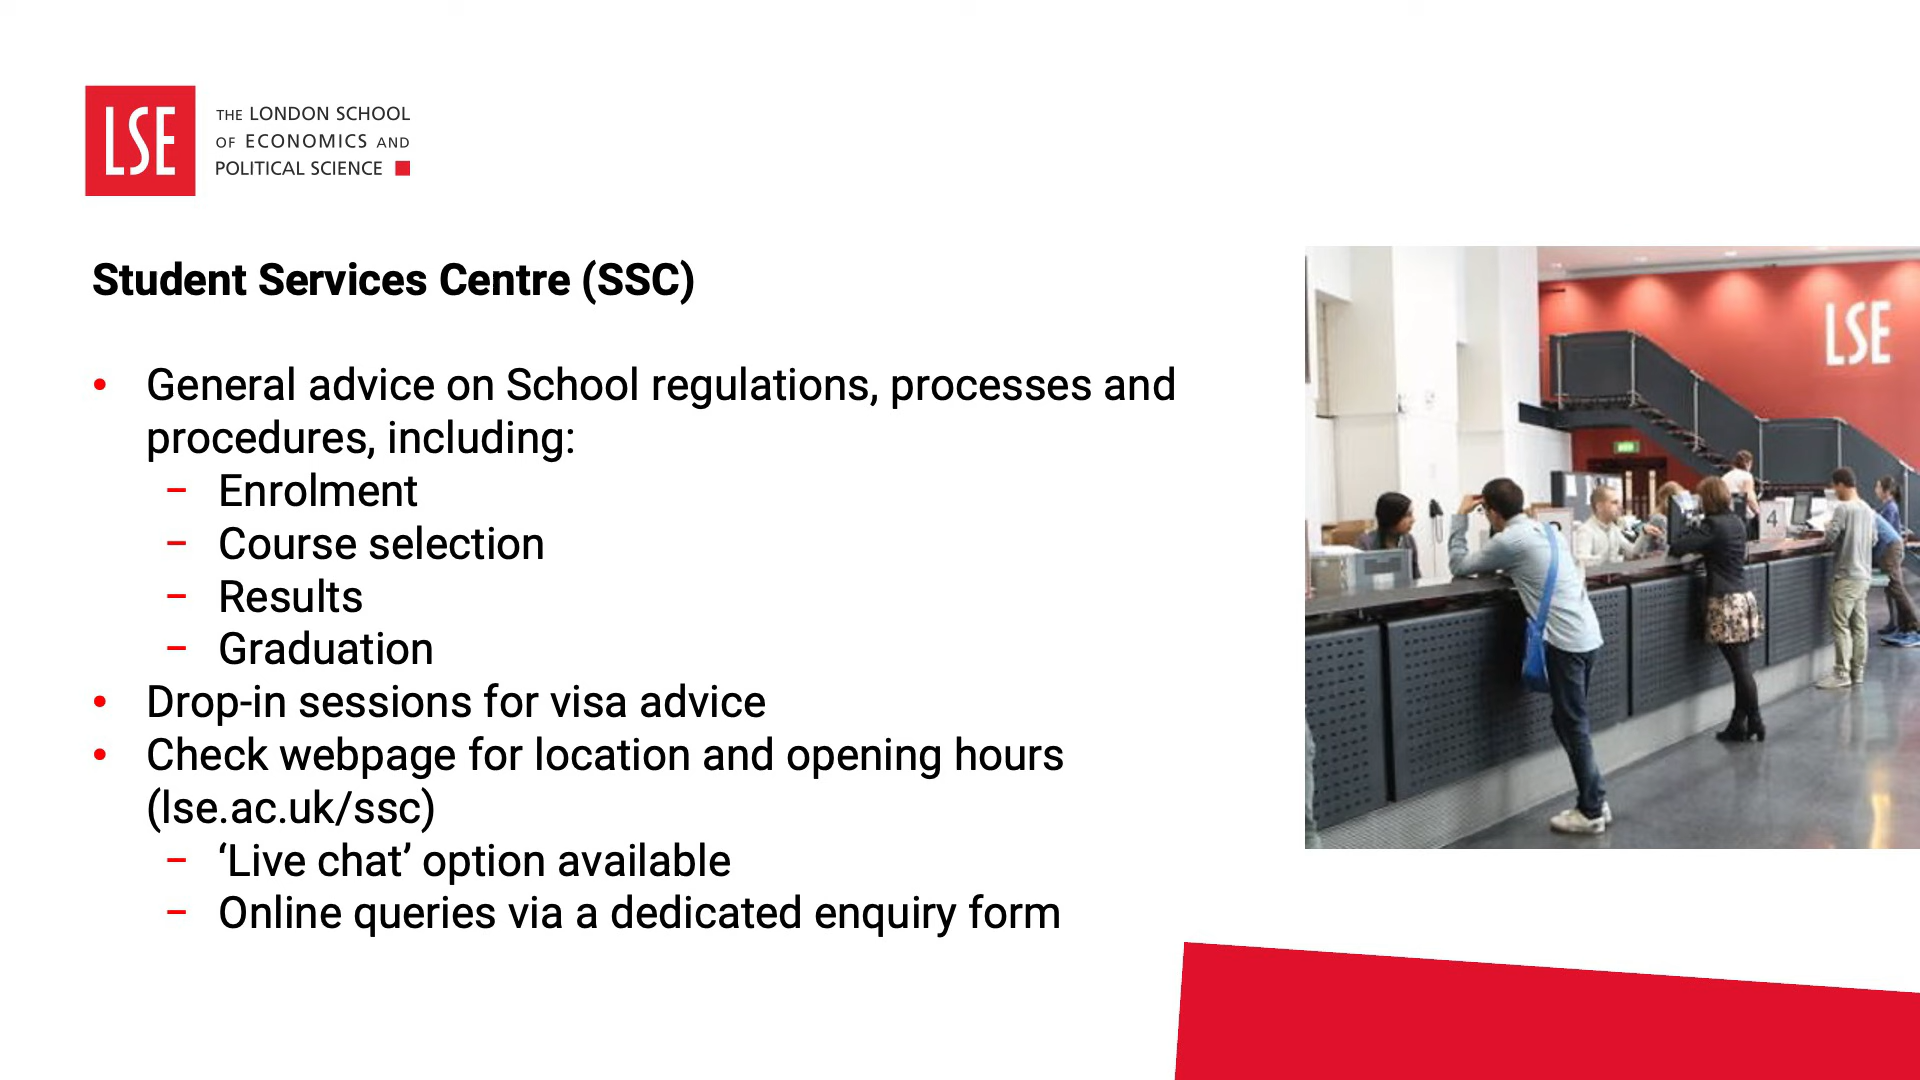 LSE
THE LONDON SCHOOL
OF ECONOMICS AND
POLITICAL SCIENCE
Student Services Centre (SSC)
• General advice on School regulations, processes and
procedures, including:
− Enrolment
− Course selection
− Results
− Graduation
• Drop-in sessions for visa advice
• Check webpage for location and opening hours
(lse.ac.uk/ssc)
− ‘Live chat’ option available
− Online queries via a dedicated enquiry form
LSE
4